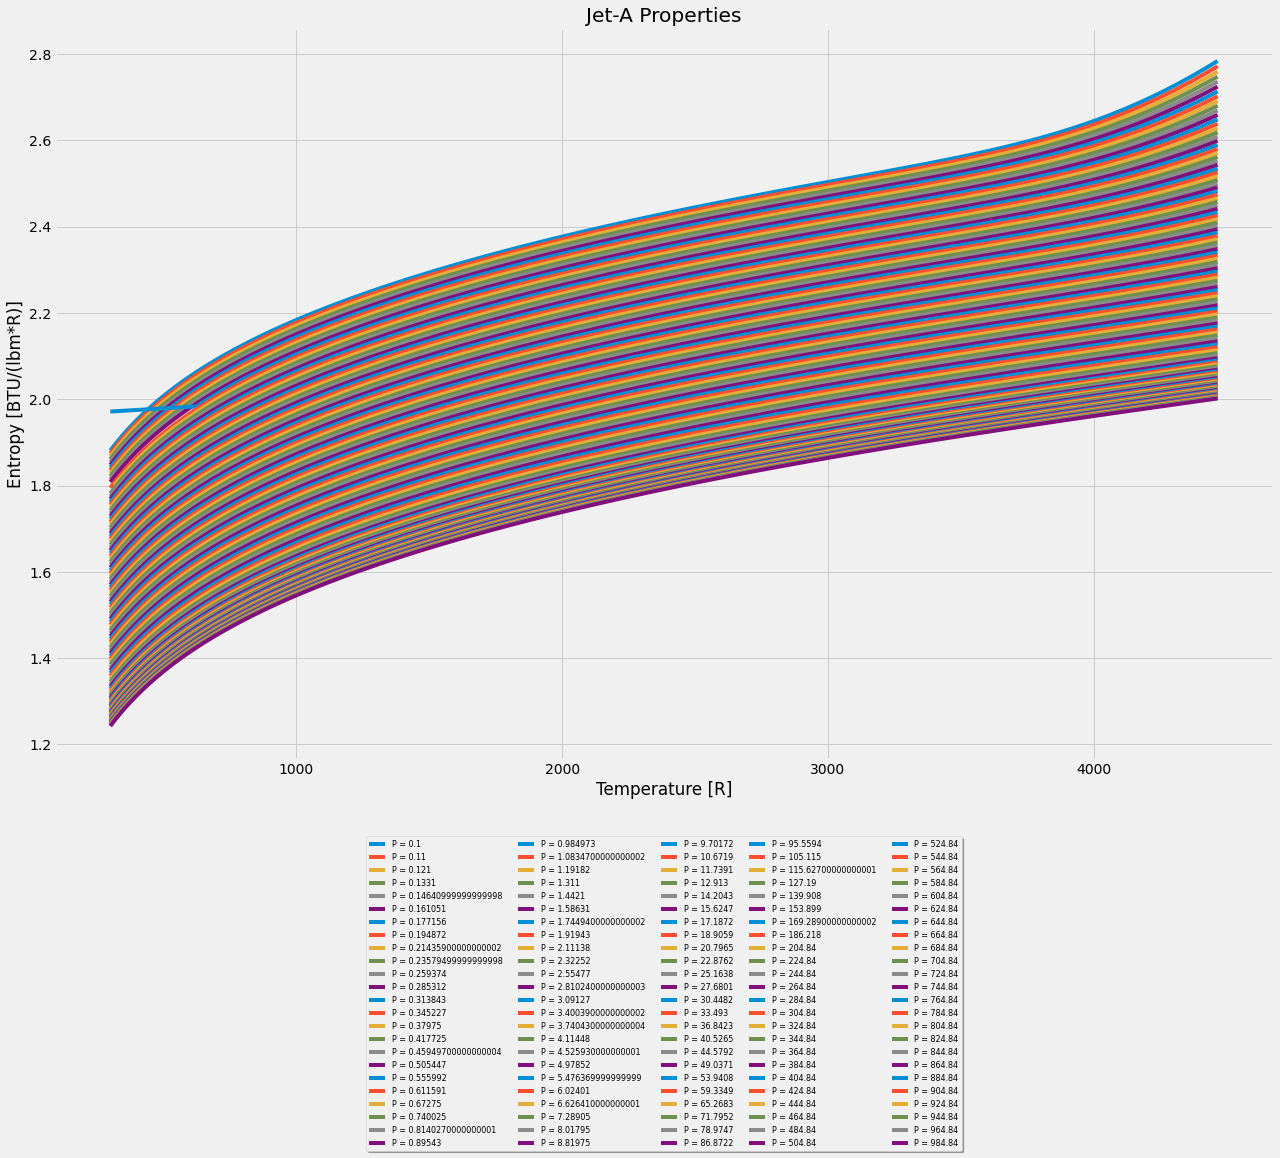 Jet-A Properties
2.8
2.6
2.4
2.2
2.0
1.8
1.6
1.4
1.2
Entropy [BTU/(lbm*R)]
1000 2000 3000 4000
Temperature [R]
P = 0.1 P = 0.984973 P = 9.70172 P = 95.5594 P = 524.84
P = 0.11 P = 1.0834700000000002 P = 10.6719 P = 105.115 P = 544.84
P = 0.121 P = 1.19182 P = 11.7391 P = 115.62700000000001 P = 564.84
P = 0.1331 P = 1.311 P = 12.913 P = 127.19 P = 584.84
P = 0.14640999999999998 P = 1.4421 P = 14.2043 P = 139.908 P = 604.84
P = 0.161051 P = 1.58631 P = 15.6247 P = 153.899 P = 624.84
P = 0.177156 P = 1.7449400000000002 P = 17.1872 P = 169.28900000000002 P = 644.84
P = 0.194872 P = 1.91943 P = 18.9059 P = 186.218 P = 664.84
P = 0.21435900000000002 P = 2.11138 P = 20.7965 P = 204.84 P = 684.84
P = 0.23579499999999998 P = 2.32252 P = 22.8762 P = 224.84 P = 704.84
P = 0.259374 P = 2.55477 P = 25.1638 P = 244.84 P = 724.84
P = 0.285312 P = 2.8102400000000003 P = 27.6801 P = 264.84 P = 744.84
P = 0.313843 P = 3.09127 P = 30.4482 P = 284.84 P = 764.84
P = 0.345227 P = 3.4003900000000002 P = 33.493 P = 304.84 P = 784.84
P = 0.37975 P = 3.7404300000000004 P = 36.8423 P = 324.84 P = 804.84
P = 0.417725 P = 4.11448 P = 40.5265 P = 344.84 P = 824.84
P = 0.45949700000000004 P = 4.525930000000001 P = 44.5792 P = 364.84 P = 844.84
P = 0.505447 P = 4.97852 P = 49.0371 P = 384.84 P = 864.84
P = 0.555992 P = 5.476369999999999 P = 53.9408 P = 404.84 P = 884.84
P = 0.611591 P = 6.02401 P = 59.3349 P = 424.84 P = 904.84
P = 0.67275 P = 6.626410000000001 P = 65.2683 P = 444.84 P = 924.84
P = 0.740025 P = 7.28905 P = 71.7952 P = 464.84 P = 944.84
P = 0.8140270000000001 P = 8.01795 P = 78.9747 P = 484.84 P = 964.84
P = 0.89543 P = 8.81975 P = 86.8722 P = 504.84 P = 984.84